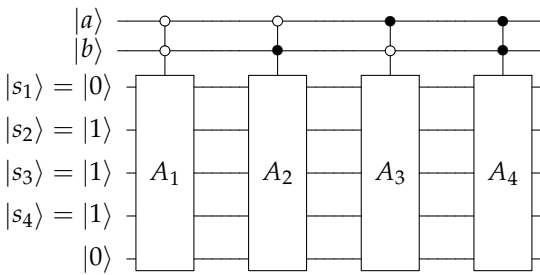 |a⟩
|b⟩
|s₁⟩ = |0⟩
|s₂⟩ = |1⟩
|s₃⟩ = |1⟩
|s₄⟩ = |1⟩
|0⟩
A₁ A₂ A₃ A₄